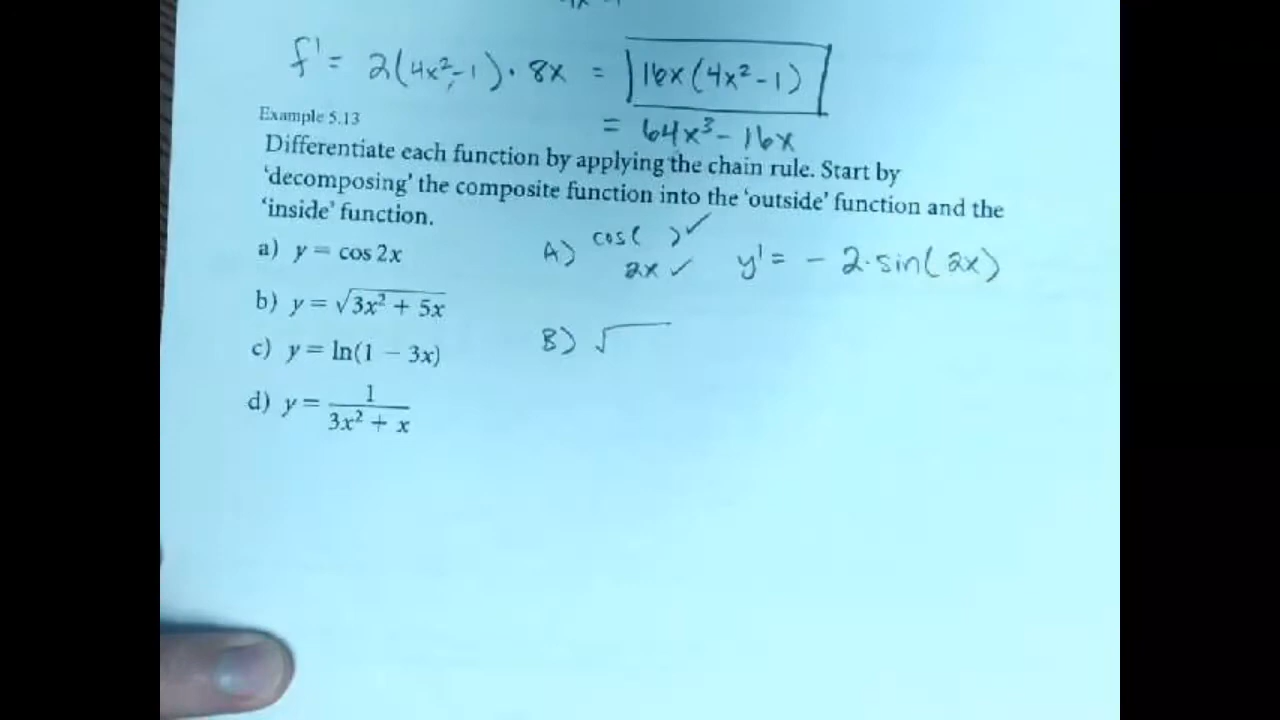 f' = 2(4x²-1) · 8x = 16x(4x²-1)
Example 5.13
= 64x³ - 16x
Differentiate each function by applying the chain rule. Start by
'decomposing' the composite function into the 'outside' function and the
'inside' function.
a) y = cos 2x
A) cos( ) ✓
2x ✓
y' = - 2·sin(2x)
b) y = √3x² + 5x
B) √
c) y = ln(1 − 3x)
d) y = 1
3x² + x